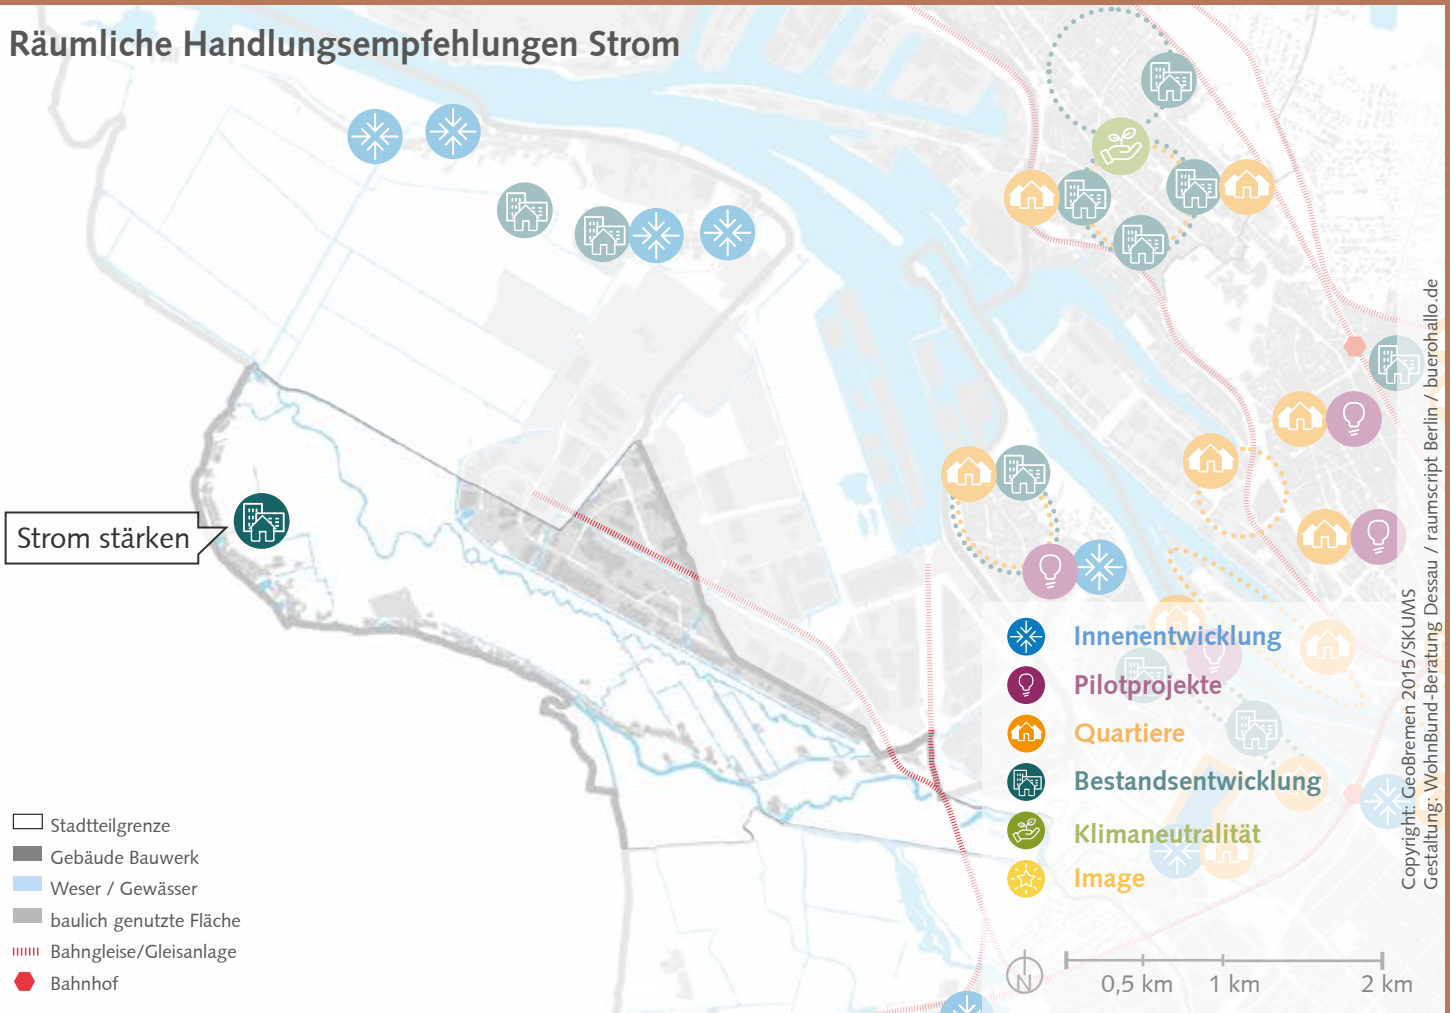 Räumliche Handlungsempfehlungen Strom
Strom stärken
Innenentwicklung
Pilotprojekte
Quartiere
Bestandsentwicklung
Klimaneutralität
Image
Stadtteilgrenze
Gebäude Bauwerk
Weser / Gewässer
baulich genutzte Fläche
Bahngleise/Gleisanlage
Bahnhof
N
0,5 km 1 km 2 km
Copyright: GeoBremen 2015/SKUMS
Gestaltung: WohnBund-Beratung Dessau / raumscript Berlin / buerohallo.de